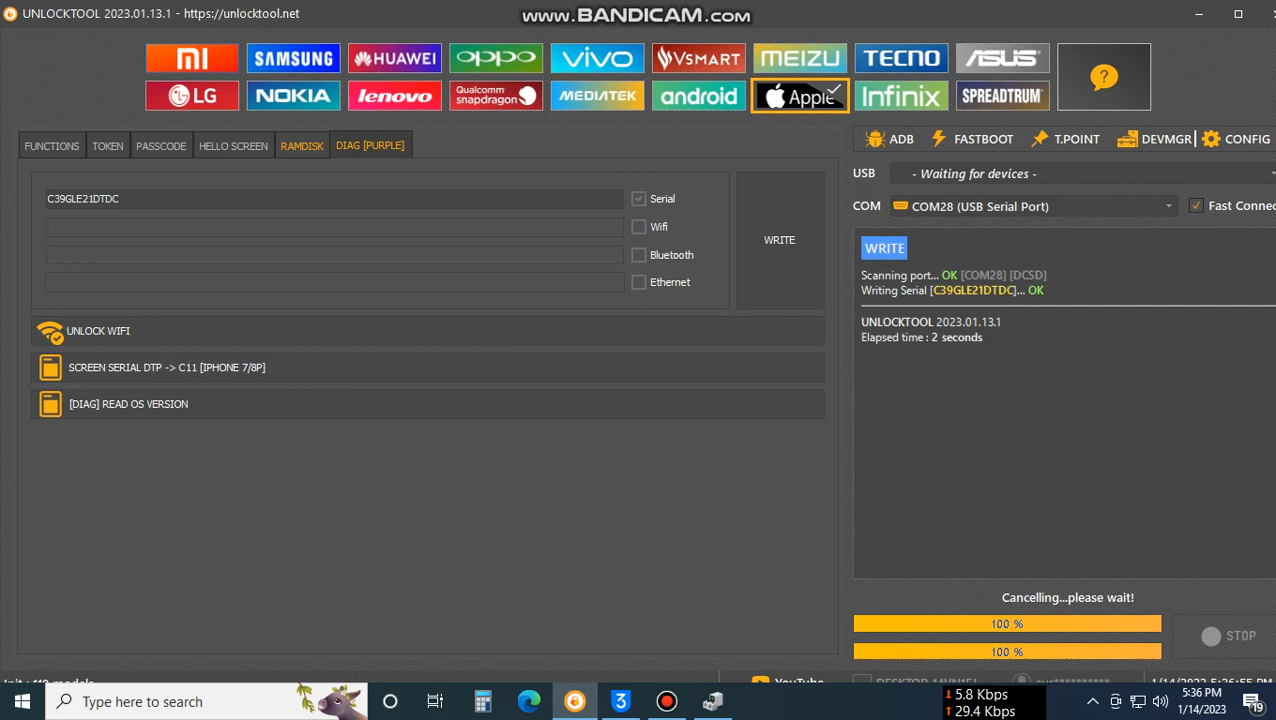 UNLOCKTOOL 2023.01.13.1 - https://unlocktool.net
www.BANDICAM.com
MI SAMSUNG HUAWEI OPPO VIVO VSMART MEIZU TECNO ASUS ?
LG NOKIA lenovo Qualcomm snapdragon MEDIATEK android Apple Infinix SPREADTRUM
FUNCTIONS TOKEN PASSCODE HELLO SCREEN RAMDISK DIAG [PURPLE]
ADB FASTBOOT T.POINT DEVMGR CONFIG
USB - Waiting for devices -
COM COM28 (USB Serial Port) Fast Connec
C39GLE21DTDC Serial
Wifi
Bluetooth
Ethernet
WRITE
UNLOCK WIFI
SCREEN SERIAL DTP -> C11 [IPHONE 7/8P]
[DIAG] READ OS VERSION
WRITE
Scanning port... OK [COM28] [DCSD]
Writing Serial [C39GLE21DTDC]... OK
UNLOCKTOOL 2023.01.13.1
Elapsed time : 2 seconds
Cancelling...please wait!
100 %
100 %
STOP
YouTube
Type here to search
5.8 Kbps
29.4 Kbps
5:36 PM
1/14/2023
19